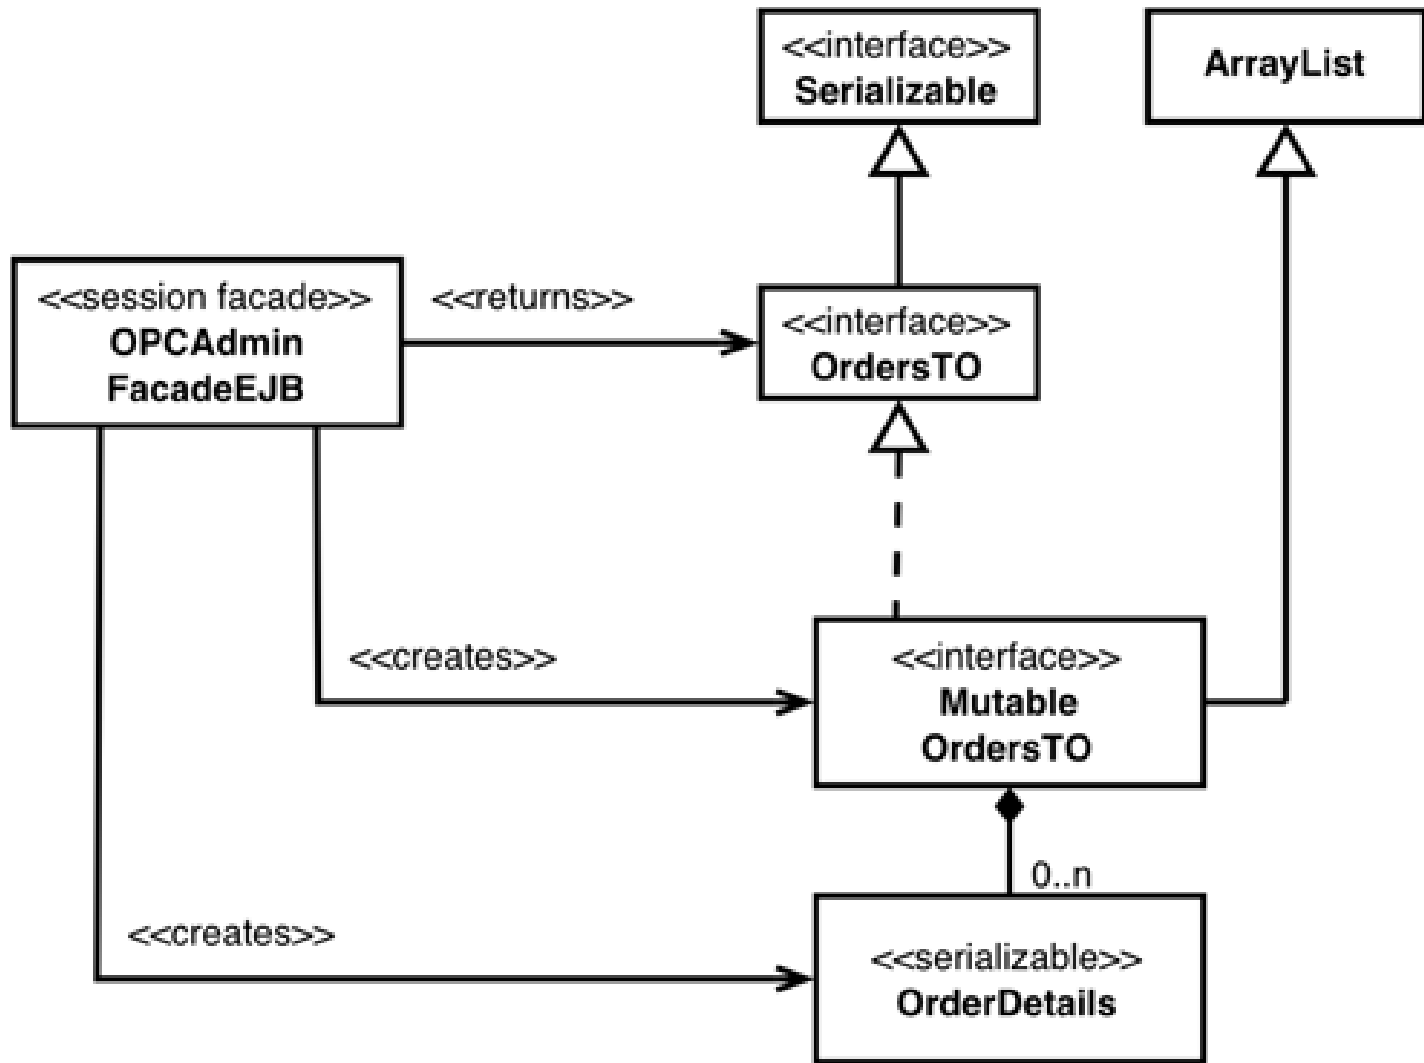 <<interface>>
Serializable
ArrayList
<<session facade>>
OPCAdmin
FacadeEJB
<<returns>>
<<interface>>
OrdersTO
<<creates>>
<<interface>>
Mutable
OrdersTO
0..n
<<creates>>
<<serializable>>
OrderDetails